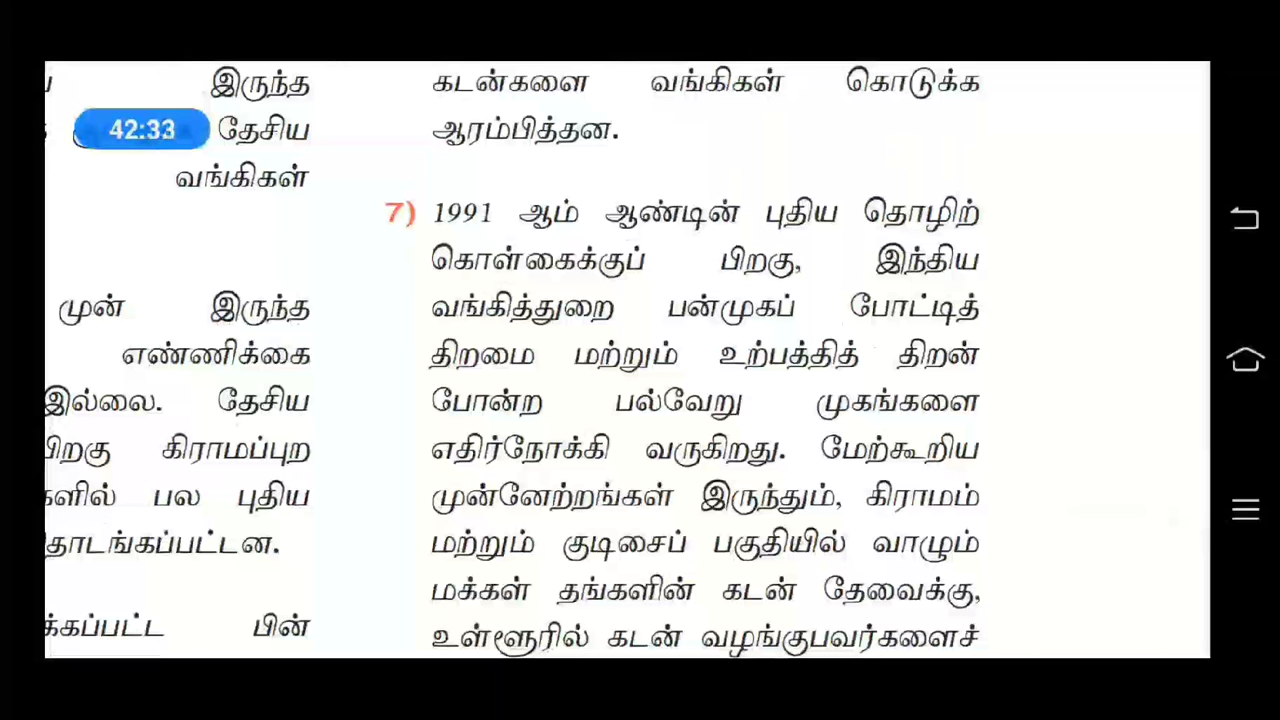 இருந்த
42:33
தேசிய
வங்கிகள்
முன் இருந்த
எண்ணிக்கை
இல்லை. தேசிய
பிறகு கிராமப்புற
களில் பல புதிய
தொடங்கப்பட்டன.
க்கப்பட்ட பின்
கடன்களை வங்கிகள் கொடுக்க
ஆரம்பித்தன.
7) 1991 ஆம் ஆண்டின் புதிய தொழிற்
கொள்கைக்குப் பிறகு, இந்திய
வங்கித்துறை பன்முகப் போட்டித்
திறமை மற்றும் உற்பத்தித் திறன்
போன்ற பல்வேறு முகங்களை
எதிர்நோக்கி வருகிறது. மேற்கூறிய
முன்னேற்றங்கள் இருந்தும், கிராமம்
மற்றும் குடிசைப் பகுதியில் வாழும்
மக்கள் தங்களின் கடன் தேவைக்கு,
உள்ளூரில் கடன் வழங்குபவர்களைச்